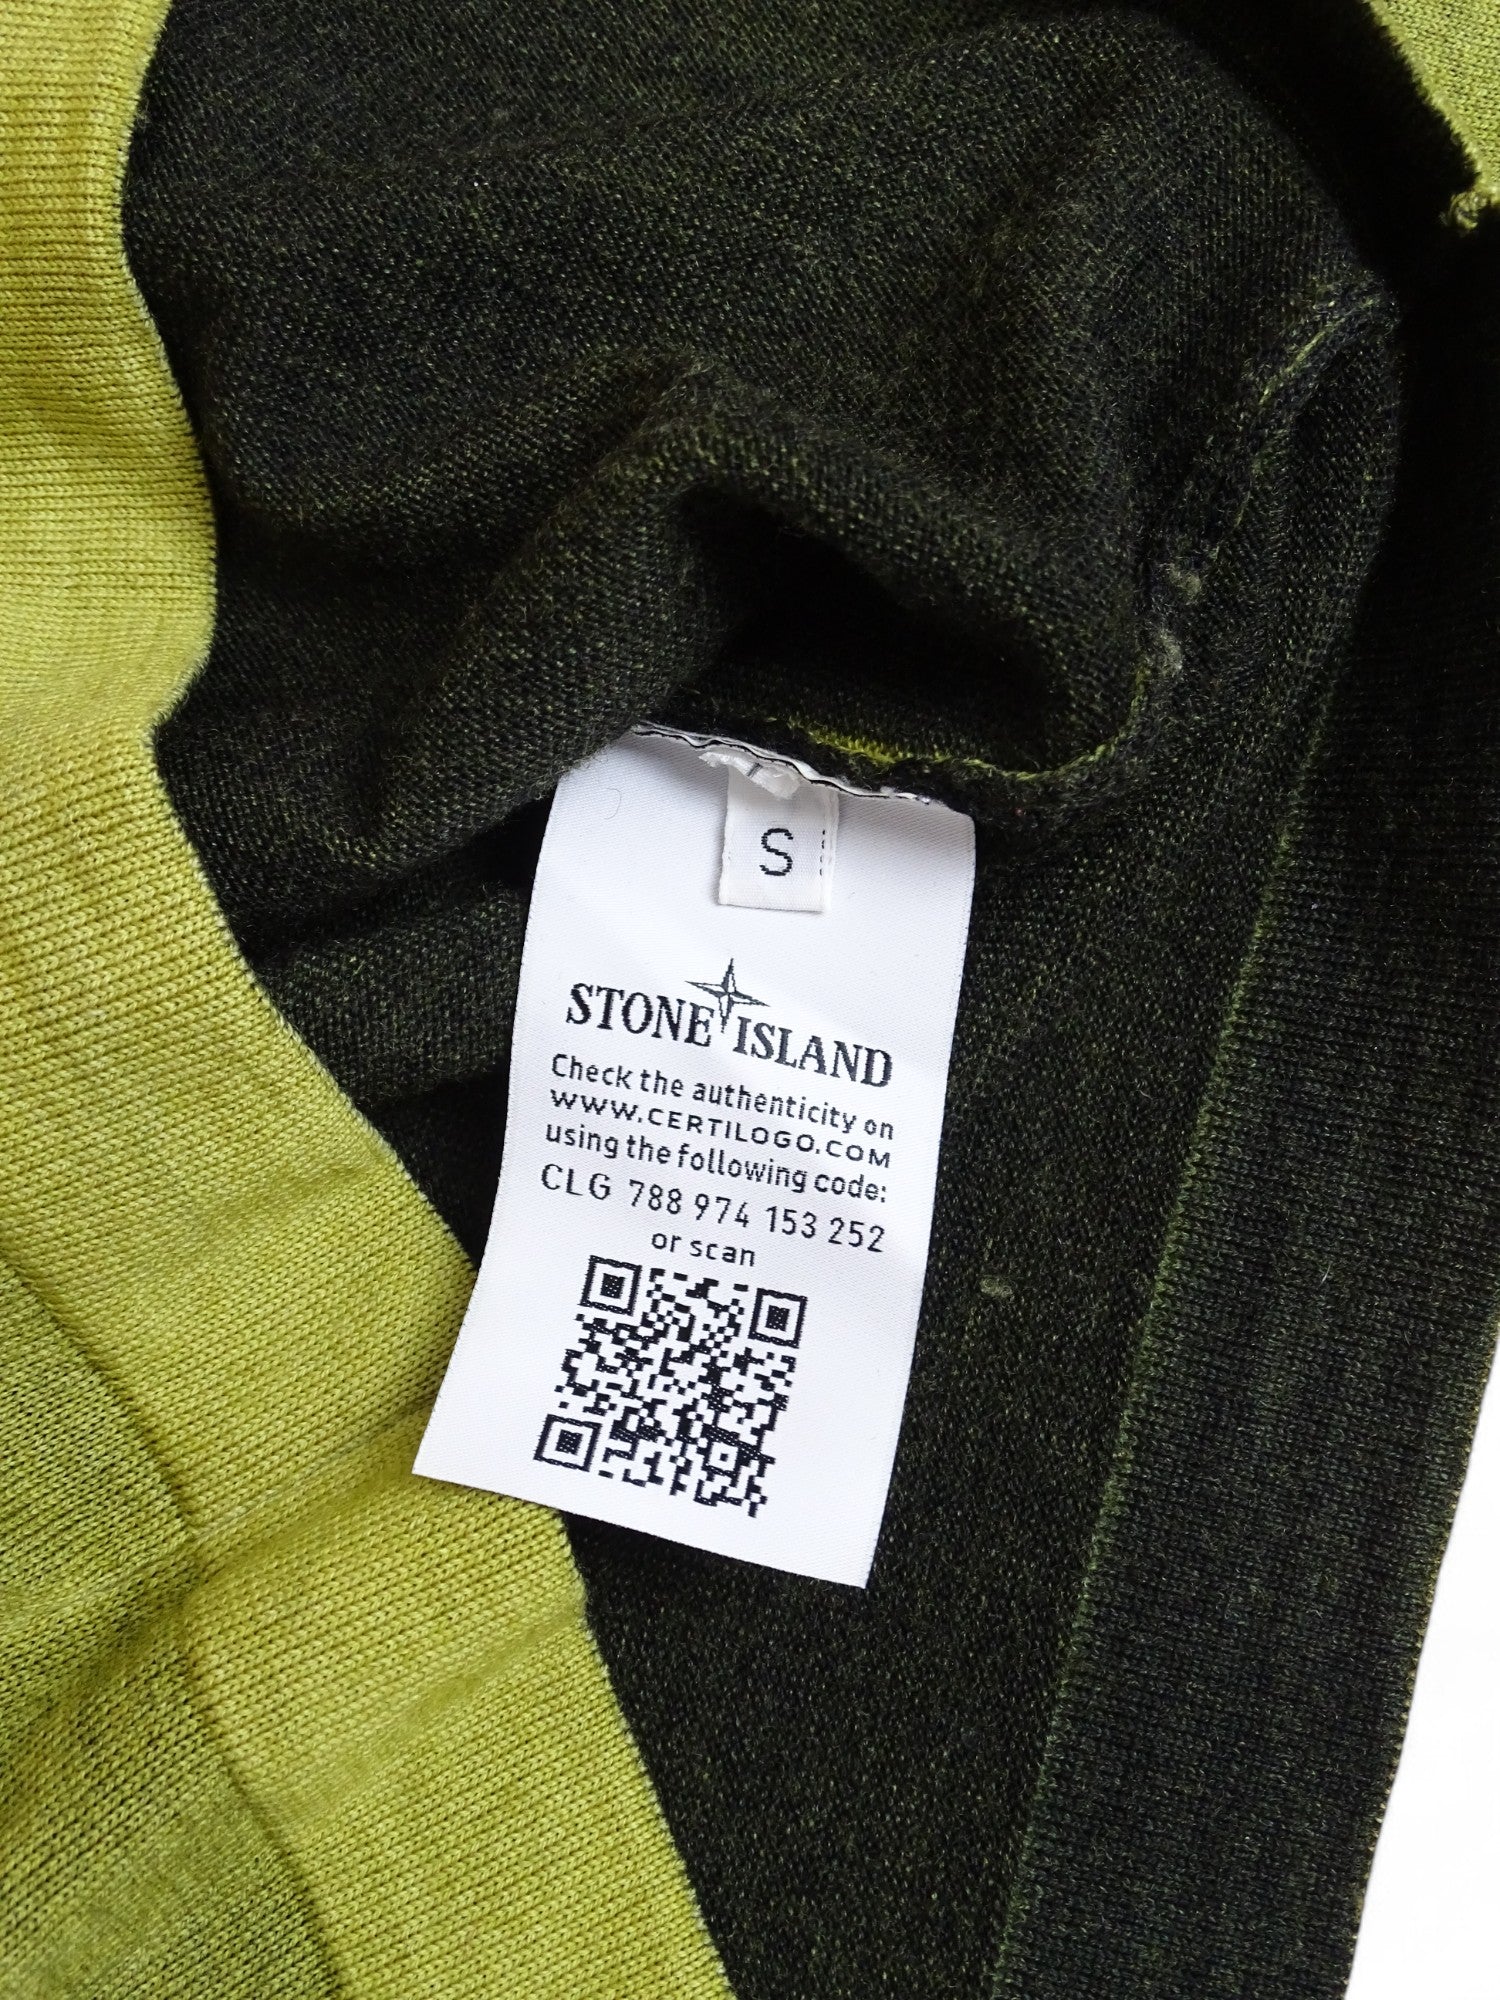 S
STONE ISLAND
Check the authenticity on
WWW.CERTILOGO.COM
using the following code:
CLG 788 974 153 252
or scan